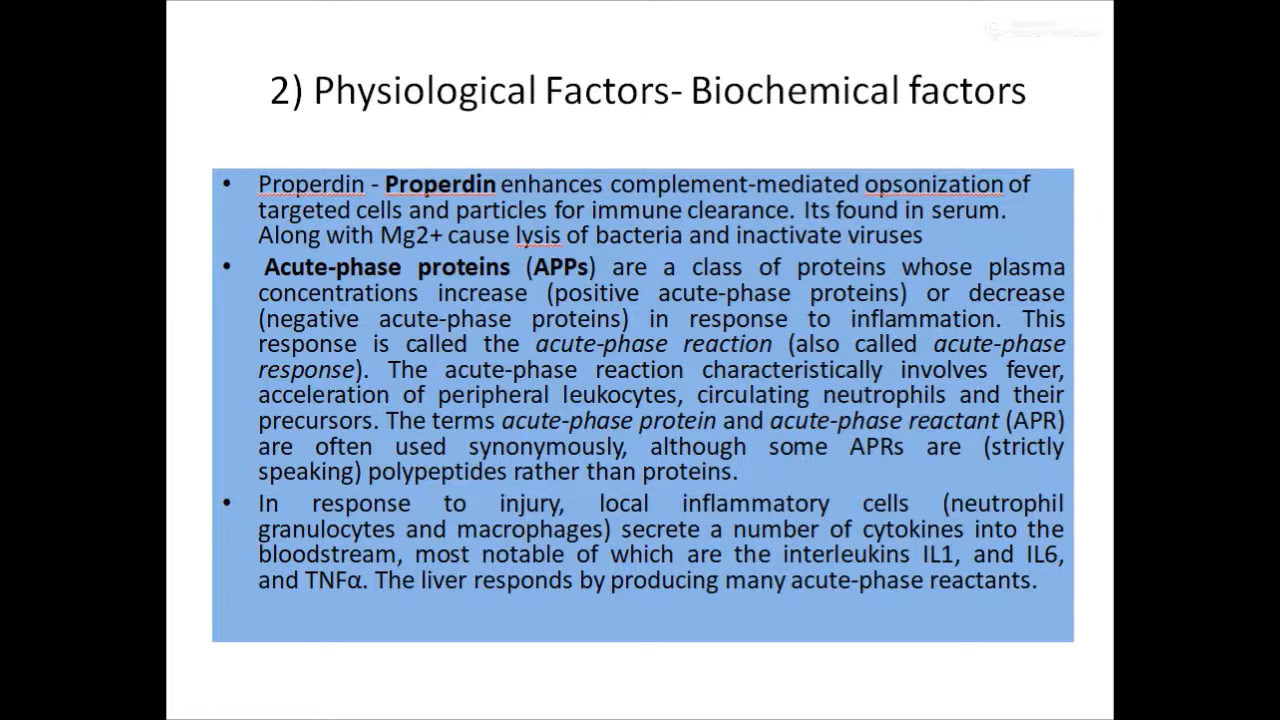 2) Physiological Factors- Biochemical factors
• Properdin - Properdin enhances complement-mediated opsonization of
targeted cells and particles for immune clearance. Its found in serum.
Along with Mg2+ cause lysis of bacteria and inactivate viruses
• Acute-phase proteins (APPs) are a class of proteins whose plasma
concentrations increase (positive acute-phase proteins) or decrease
(negative acute-phase proteins) in response to inflammation. This
response is called the acute-phase reaction (also called acute-phase
response). The acute-phase reaction characteristically involves fever,
acceleration of peripheral leukocytes, circulating neutrophils and their
precursors. The terms acute-phase protein and acute-phase reactant (APR)
are often used synonymously, although some APRs are (strictly
speaking) polypeptides rather than proteins.
• In response to injury, local inflammatory cells (neutrophil
granulocytes and macrophages) secrete a number of cytokines into the
bloodstream, most notable of which are the interleukins IL1, and IL6,
and TNFα. The liver responds by producing many acute-phase reactants.